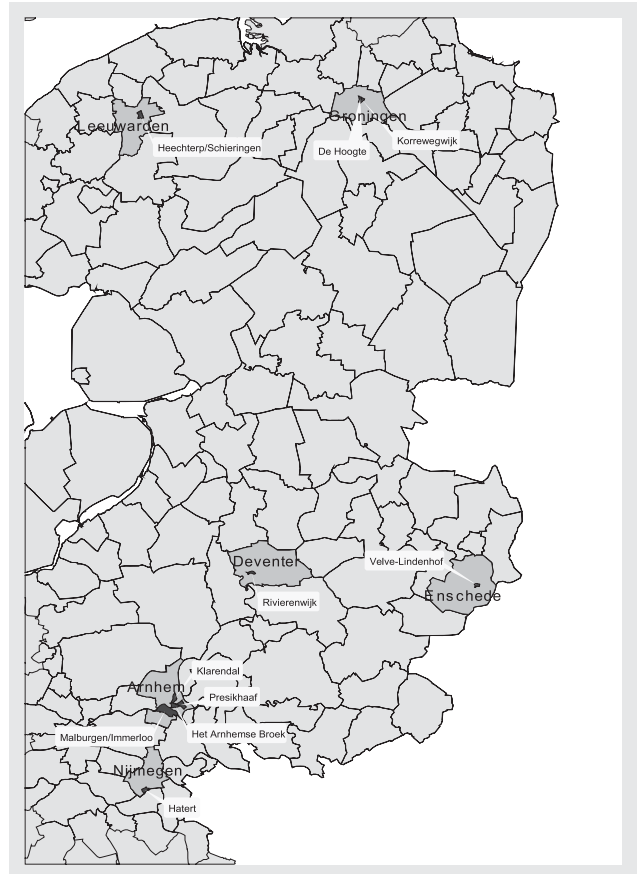 Groningen
Leeuwarden
Korrewegwijk
Heechterp/Schieringen
De Hoogte
Deventer
Velve-Lindenhof
Enschede
Rivierenwijk
Klarendal
Arnhem
Presikhaaf
Het Arnhemse Broek
Malburgen/Immerloo
Nijmegen
Hatert